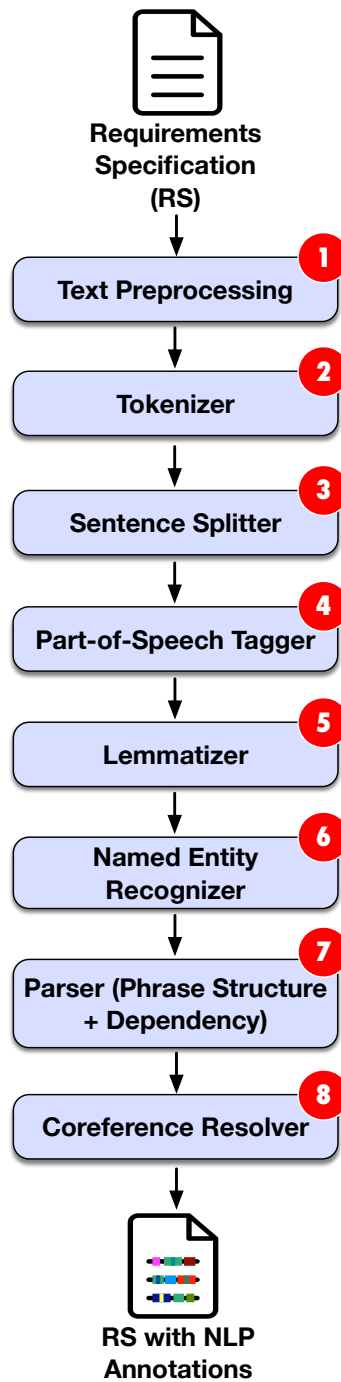 Requirements
Specification
(RS)
1
Text Preprocessing
2
Tokenizer
3
Sentence Splitter
4
Part-of-Speech Tagger
5
Lemmatizer
6
Named Entity
Recognizer
7
Parser (Phrase Structure
+ Dependency)
8
Coreference Resolver
RS with NLP
Annotations